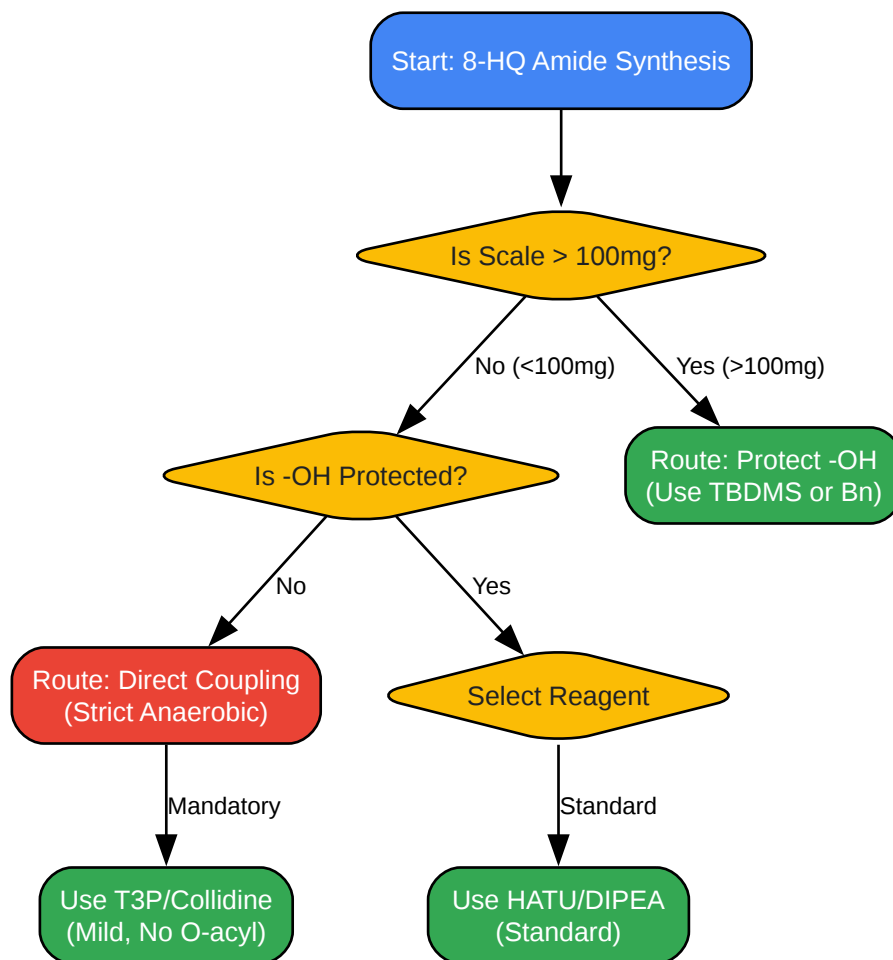 Start: 8-HQ Amide Synthesis
Is Scale > 100mg?
No (<100mg)
Yes (>100mg)
Is -OH Protected?
Route: Protect -OH
(Use TBDMS or Bn)
No
Yes
Route: Direct Coupling
(Strict Anaerobic)
Select Reagent
Mandatory
Standard
Use T3P/Collidine
(Mild, No O-acyl)
Use HATU/DIPEA
(Standard)